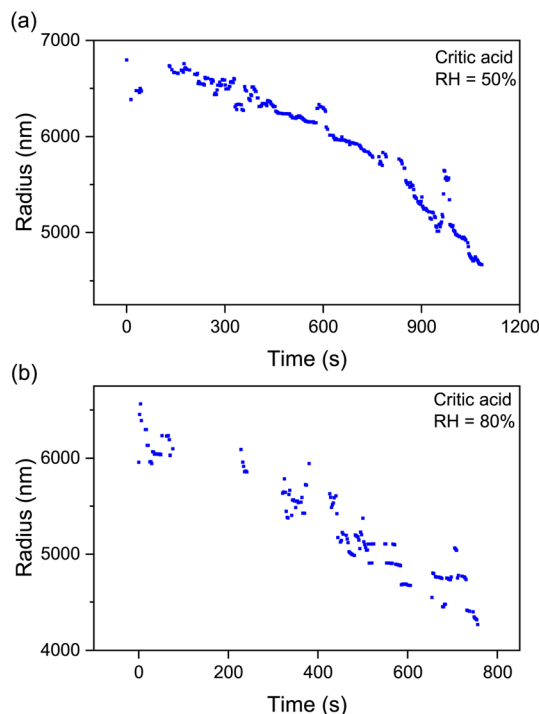 (a)
7000
Critic acid
RH = 50%
6000
5000
Radius (nm)
0 300 600 900 1200
Time (s)
(b)
Critic acid
RH = 80%
6000
5000
4000
Radius (nm)
0 200 400 600 800
Time (s)